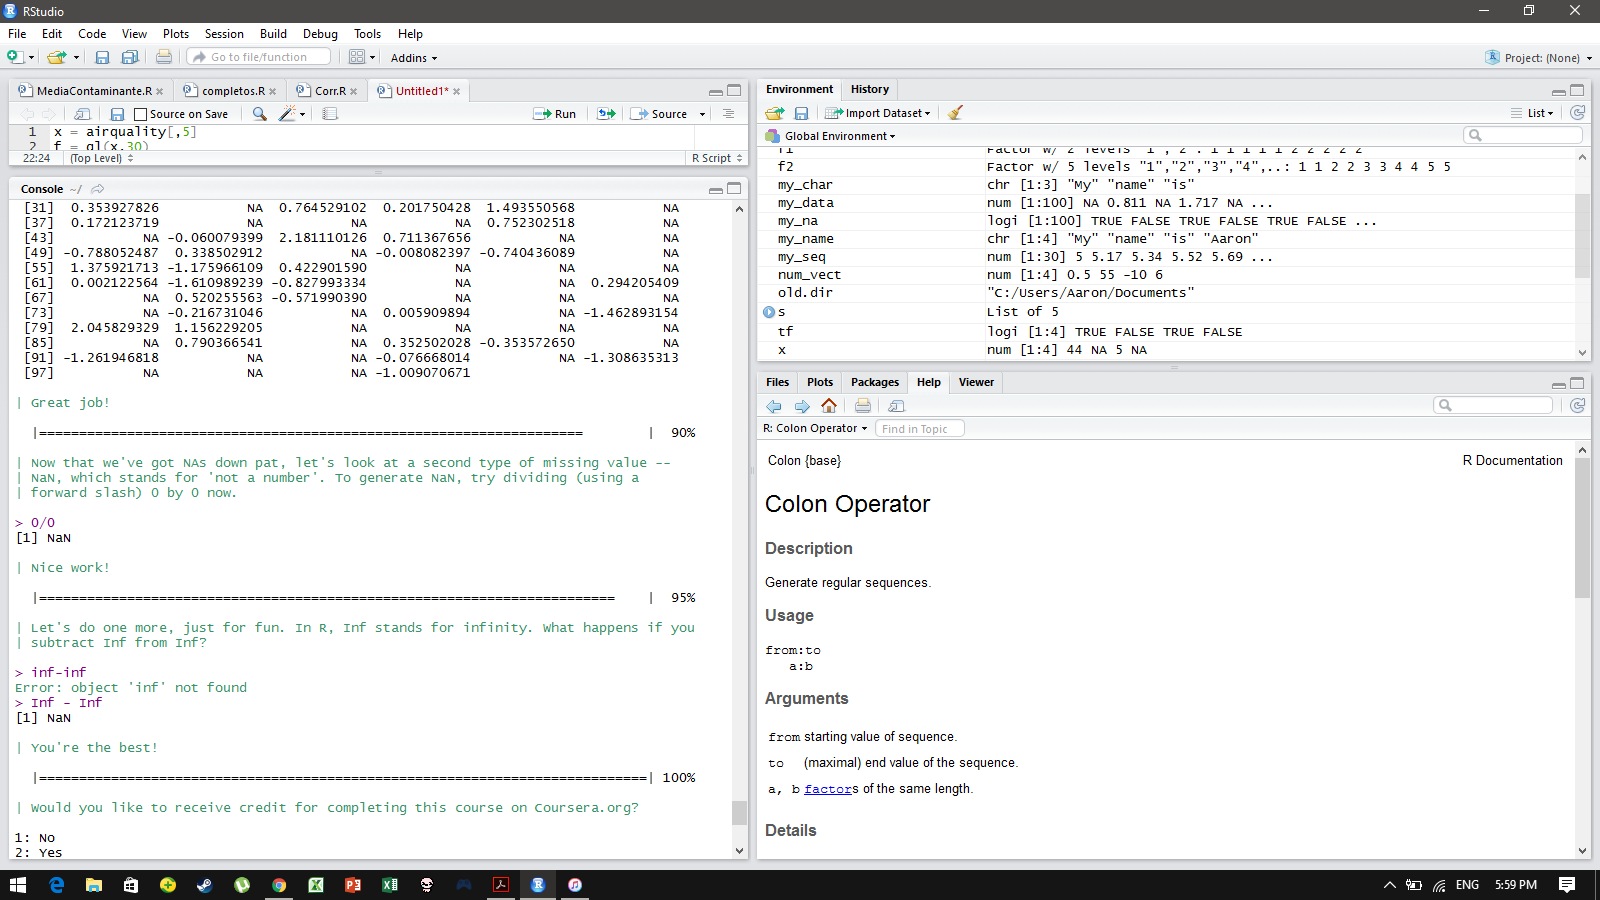 RStudio
File Edit Code View Plots Session Build Debug Tools Help
Go to file/function Addins Project: (None)
MediaContaminante.R completos.R Corr.R Untitled1*
Source on Save Run Source
1 x = airquality[,5]
2 f = gl(x,30)
22:24 (Top Level) R Script
Console ~/
[31] 0.353927826 NA 0.764529102 0.201750428 1.493550568 NA
[37] 0.172123719 NA NA NA 0.752302518 NA
[43] NA -0.060079399 2.181110126 0.711367656 NA NA
[49] -0.788052487 0.338502912 NA -0.008082397 -0.740436089 NA
[55] 1.375921713 -1.175966109 0.422901590 NA NA NA
[61] 0.002122564 -1.610989239 -0.827993334 NA NA 0.294205409
[67] NA 0.520255563 -0.571990390 NA NA NA
[73] NA -0.216731046 NA 0.005909894 NA -1.462893154
[79] 2.045829329 1.156229205 NA NA NA NA
[85] NA 0.790366541 NA 0.352502028 -0.353572650 NA
[91] -1.261946818 NA NA -0.076668014 NA -1.308635313
[97] NA NA NA -1.009070671
| Great job!
|==================================================================== | 90%
| Now that we've got NAs down pat, let's look at a second type of missing value --
| NaN, which stands for 'not a number'. To generate NaN, try dividing (using a
| forward slash) 0 by 0 now.
> 0/0
[1] NaN
| Nice work!
|======================================================================== | 95%
| Let's do one more, just for fun. In R, Inf stands for infinity. What happens if you
| subtract Inf from Inf?
> inf-inf
Error: object 'inf' not found
> Inf - Inf
[1] NaN
| You're the best!
|============================================================================| 100%
| Would you like to receive credit for completing this course on Coursera.org?
1: No
2: Yes
Environment History
Import Dataset List
Global Environment
f1 Factor w/ 2 levels "1","2": 1 1 1 1 1 2 2 2 2 2
f2 Factor w/ 5 levels "1","2","3","4",..: 1 1 2 2 3 3 4 4 5 5
my_char chr [1:3] "My" "name" "is"
my_data num [1:100] NA 0.811 NA 1.717 NA ...
my_na logi [1:100] TRUE FALSE TRUE FALSE TRUE FALSE ...
my_name chr [1:4] "My" "name" "is" "Aaron"
my_seq num [1:30] 5 5.17 5.34 5.52 5.69 ...
num_vect num [1:4] 0.5 55 -10 6
old.dir "C:/Users/Aaron/Documents"
s List of 5
tf logi [1:4] TRUE FALSE TRUE FALSE
x num [1:4] 44 NA 5 NA
Files Plots Packages Help Viewer
R: Colon Operator Find in Topic
Colon {base} R Documentation
Colon Operator
Description
Generate regular sequences.
Usage
from:to
a:b
Arguments
from starting value of sequence.
to (maximal) end value of the sequence.
a, b factors of the same length.
Details
ENG 5:59 PM